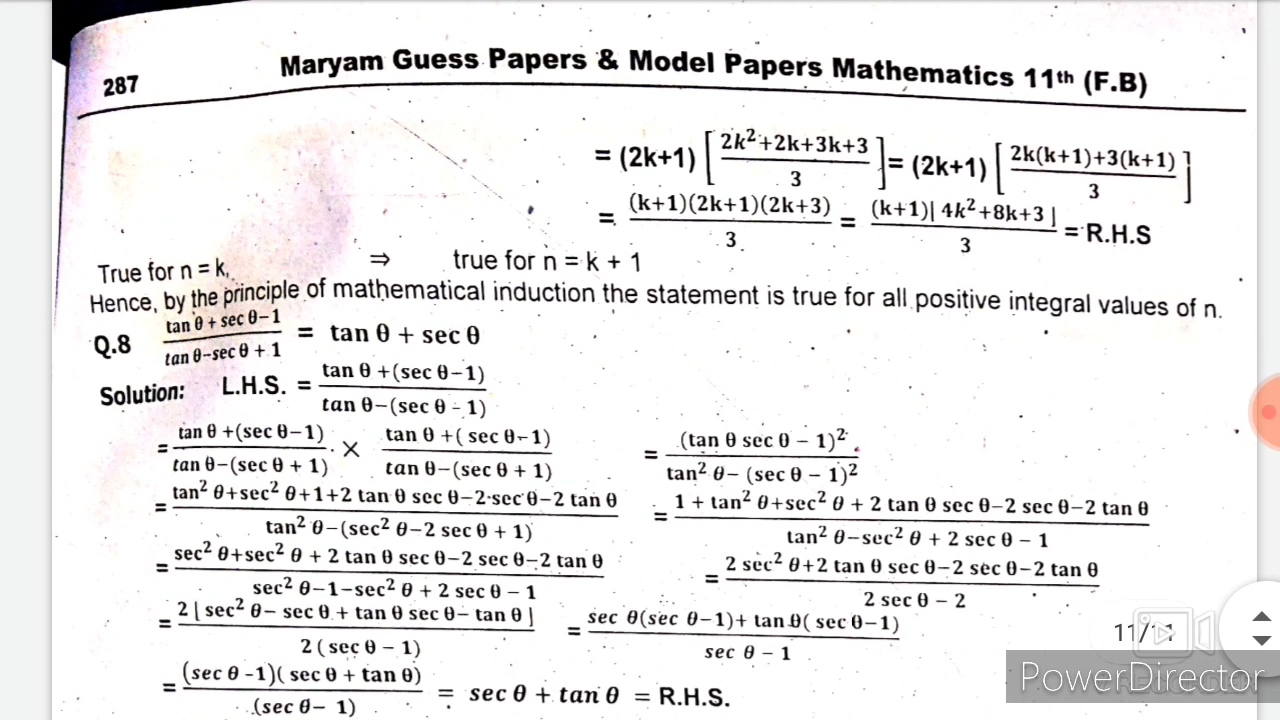 287 Maryam Guess Papers & Model Papers Mathematics 11th (F.B)
= (2k+1) [ (2k²+2k+3k+3)/3 ] = (2k+1) [ (2k(k+1)+3(k+1))/3 ]
= ((k+1)(2k+1)(2k+3))/3 = ((k+1)| 4k²+8k+3 |)/3 = R.H.S
True for n = k, ⇒ true for n = k + 1
Hence, by the principle of mathematical induction the statement is true for all positive integral values of n.
Q.8 (tan θ + sec θ−1)/(tan θ−sec θ + 1) = tan θ + sec θ
Solution: L.H.S. = (tan θ +(sec θ−1))/(tan θ−(sec θ − 1))
= (tan θ +(sec θ−1))/(tan θ−(sec θ + 1)) × (tan θ +( sec θ−1))/(tan θ−(sec θ + 1)) = (tan θ sec θ − 1)²/(tan² θ− (sec θ − 1)²)
= (tan² θ+sec² θ+1+2 tan θ sec θ−2 sec θ−2 tan θ)/(tan² θ−(sec² θ−2 sec θ + 1)) = (1 + tan² θ+sec² θ + 2 tan θ sec θ−2 sec θ−2 tan θ)/(tan² θ−sec² θ + 2 sec θ − 1)
= (sec² θ+sec² θ + 2 tan θ sec θ−2 sec θ−2 tan θ)/(sec² θ−1−sec² θ + 2 sec θ − 1) = (2 sec² θ+2 tan θ sec θ−2 sec θ−2 tan θ)/(2 sec θ − 2)
= (2 | sec² θ− sec θ + tan θ sec θ− tan θ |)/(2 ( sec θ − 1)) = (sec θ(sec θ−1)+ tan θ( sec θ−1))/(sec θ − 1)
= ((sec θ -1)( sec θ + tan θ))/((sec θ− 1)) = sec θ + tan θ = R.H.S.
11/11
PowerDirector